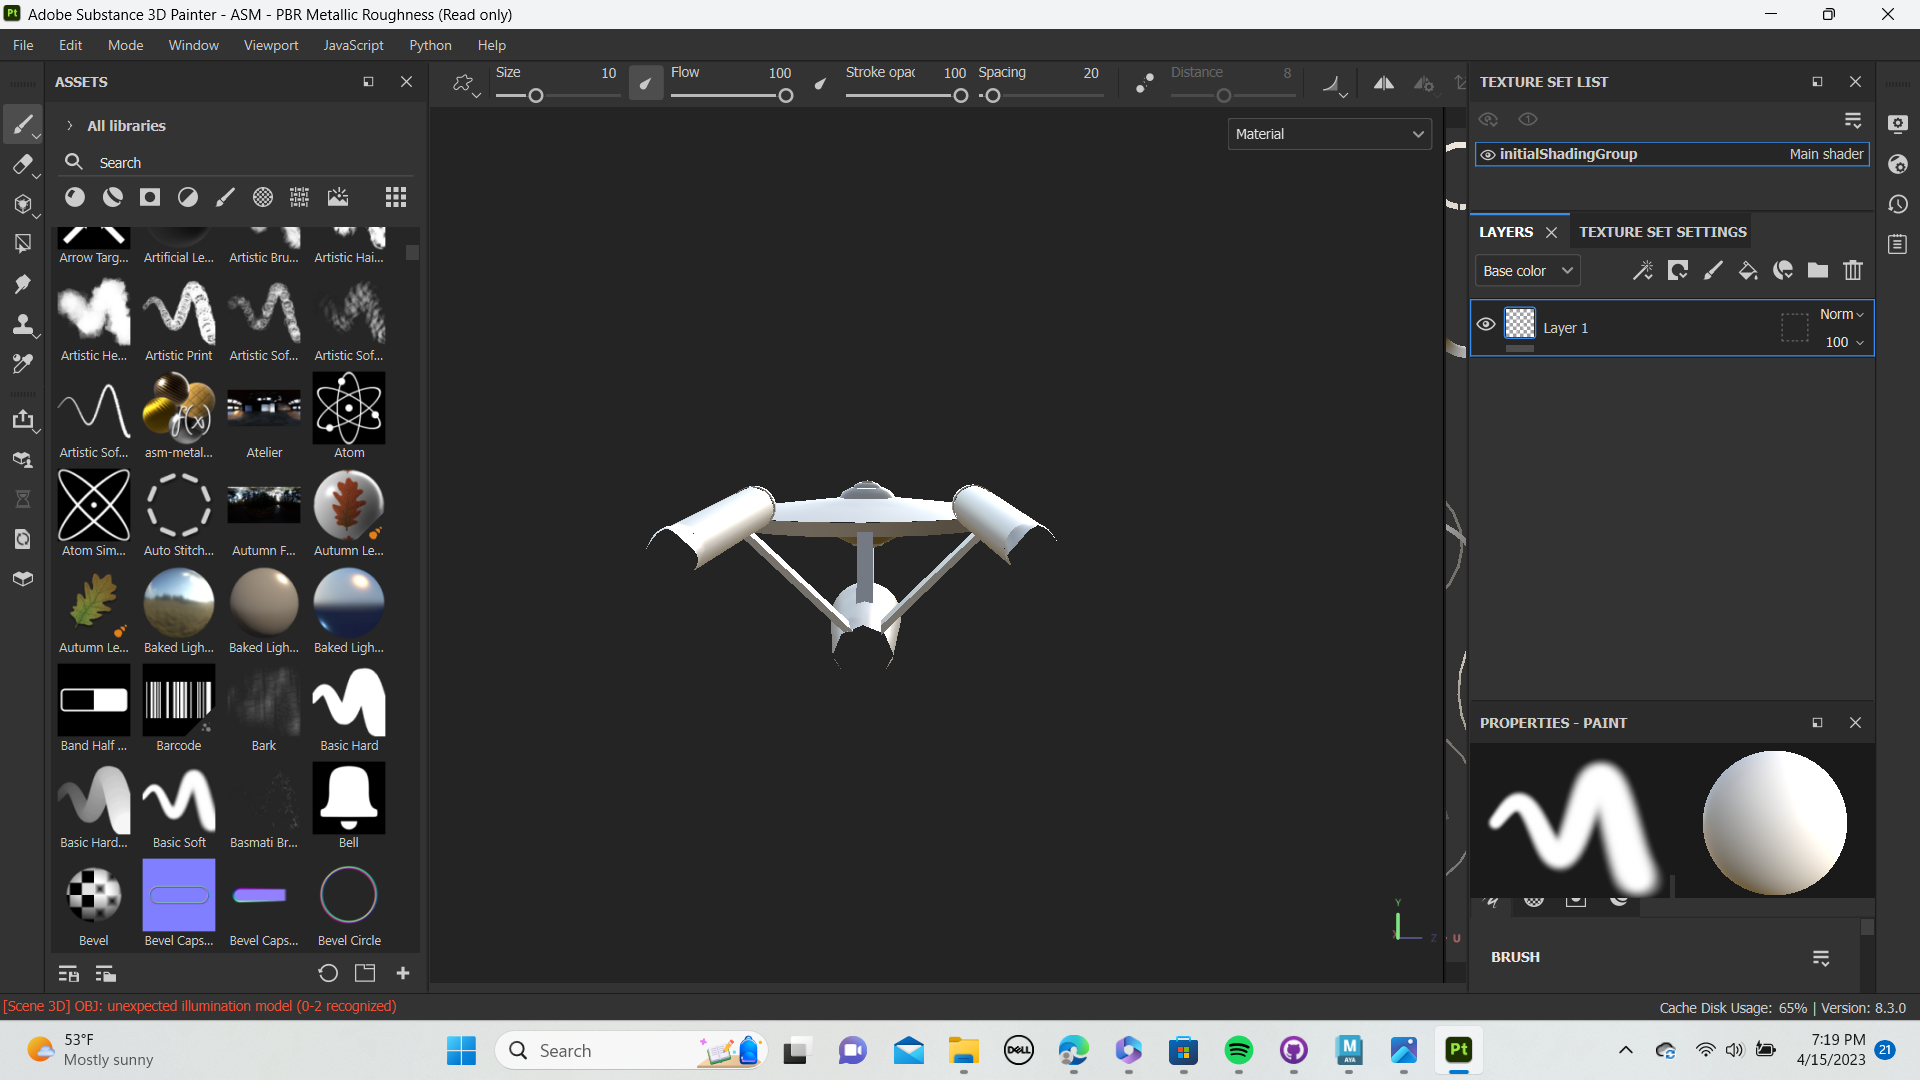 Pt Adobe Substance 3D Painter - ASM - PBR Metallic Roughness (Read only)
File Edit Mode Window Viewport JavaScript Python Help
ASSETS
All libraries
Search
Size 10 Flow 100 Stroke opac 100 Spacing 20 Distance 8
Material
Arrow Targ... Artificial Le... Artistic Bru... Artistic Hai...
Artistic He... Artistic Print Artistic Sof... Artistic Sof...
Artistic Sof... asm-metal... Atelier Atom
f(x)
Atom Sim... Auto Stitch... Autumn F... Autumn Le...
Autumn Le... Baked Ligh... Baked Ligh... Baked Ligh...
Band Half ... Barcode Bark Basic Hard
Basic Hard... Basic Soft Basmati Br... Bell
Bevel Bevel Caps... Bevel Caps... Bevel Circle
Y
Z
U
TEXTURE SET LIST
initialShadingGroup Main shader
LAYERS TEXTURE SET SETTINGS
Base color
Layer 1 Norm
100
PROPERTIES - PAINT
BRUSH
[Scene 3D] OBJ: unexpected illumination model (0-2 recognized)
Cache Disk Usage: 65% | Version: 8.3.0
53°F
Mostly sunny
Search
DELL
M
AYA
Pt
7:19 PM
4/15/2023
21